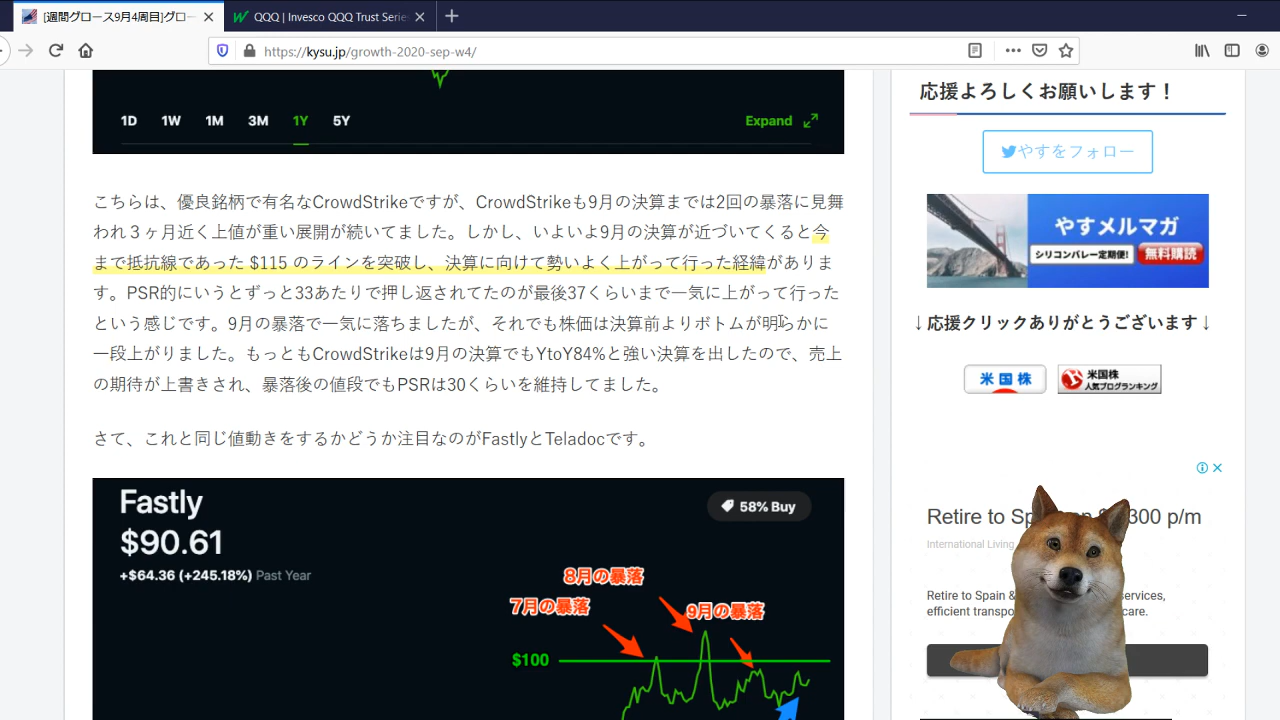 [週間グロース9月4周目]グロー
QQQ | Invesco QQQ Trust Series
https://kysu.jp/growth-2020-sep-w4/
1D 1W 1M 3M 1Y 5Y Expand
こちらは、優良銘柄で有名なCrowdStrikeですが、CrowdStrikeも9月の決算までは2回の暴落に見舞
われ３ヶ月近く上値が重い展開が続いてました。しかし、いよいよ9月の決算が近づいてくると今
まで抵抗線であった $115 のラインを突破し、決算に向けて勢いよく上がって行った経緯がありま
す。PSR的にいうとずっと33あたりで押し返されてたのが最後37くらいまで一気に上がって行った
という感じです。9月の暴落で一気に落ちましたが、それでも株価は決算前よりボトムが明らかに
一段上がりました。もっともCrowdStrikeは9月の決算でもYtoY84%と強い決算を出したので、売上
の期待が上書きされ、暴落後の値段でもPSRは30くらいを維持してました。
さて、これと同じ値動きをするかどうか注目なのがFastlyとTeladocです。
Fastly
$90.61
+$64.36 (+245.18%) Past Year
58% Buy
8月の暴落
7月の暴落
9月の暴落
$100
応援よろしくお願いします！
やすをフォロー
やすメルマガ
シリコンバレー定期便! 無料購読
↓応援クリックありがとうございます↓
米国株
米国株
人気ブログランキング
Retire to Sp 300 p/m
International Living
Retire to Spain & ervices,
efficient transpo care.